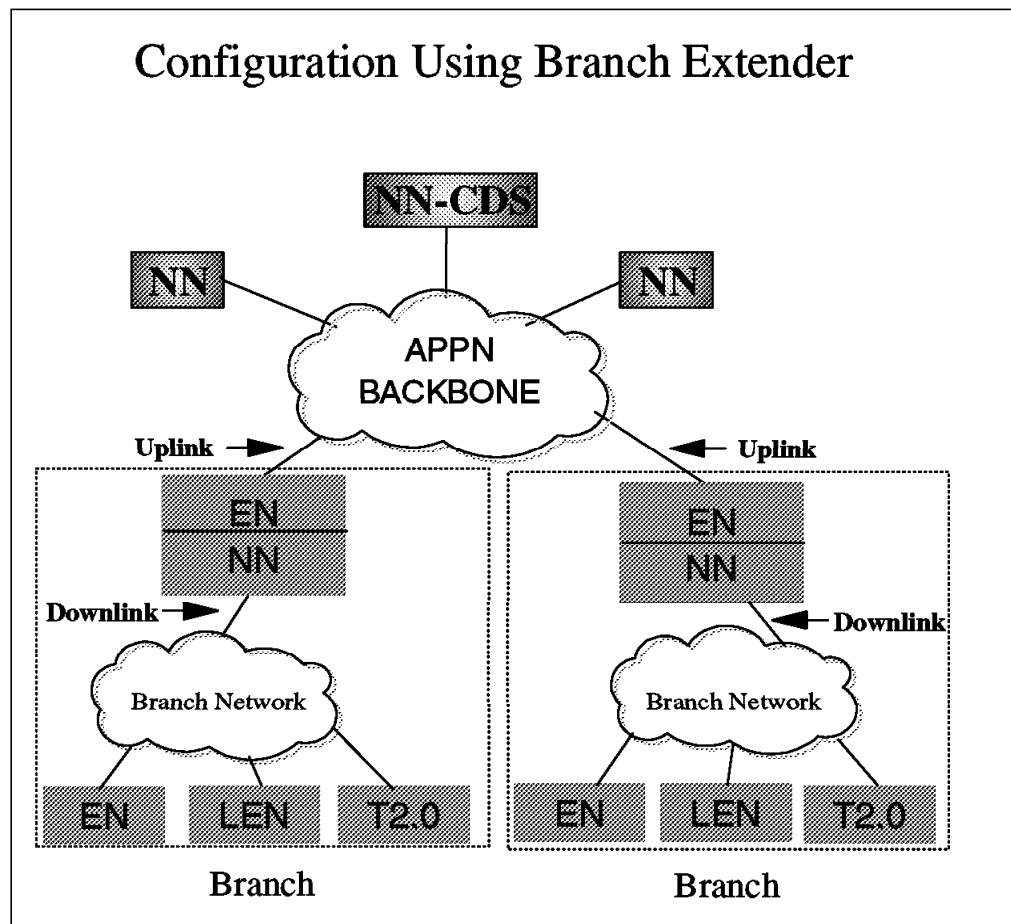 Configuration Using Branch Extender
NN-CDS
NN
NN
APPN
BACKBONE
Uplink
Uplink
EN
NN
EN
NN
Downlink
Downlink
Branch Network
Branch Network
EN
LEN
T2.0
EN
LEN
T2.0
Branch
Branch